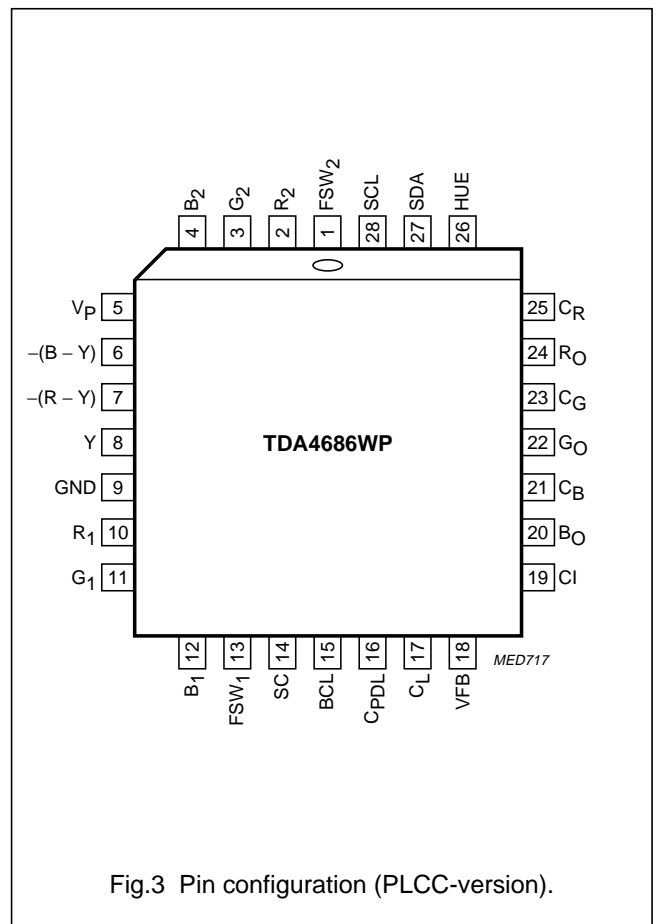 B2 G2 R2 FSW2 SCL SDA HUE
4 3 2 1 28 27 26
VP 5
–(B – Y) 6
–(R – Y) 7
Y 8
GND 9
R1 10
G1 11
TDA4686WP
25 CR
24 RO
23 CG
22 GO
21 CB
20 BO
19 CI
12 13 14 15 16 17 18
B1 FSW1 SC BCL CPDL CL VFB
MED717
Fig.3 Pin configuration (PLCC-version).